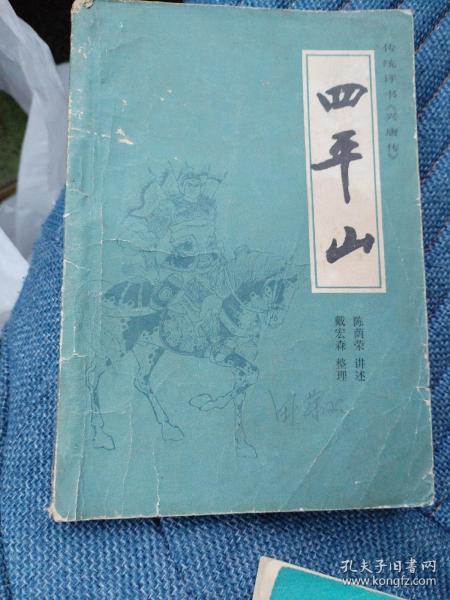 传统评书《兴唐传》
四平山
陈荫荣 讲述
戴宏森 整理
孔夫子旧书网
www.kongfz.com